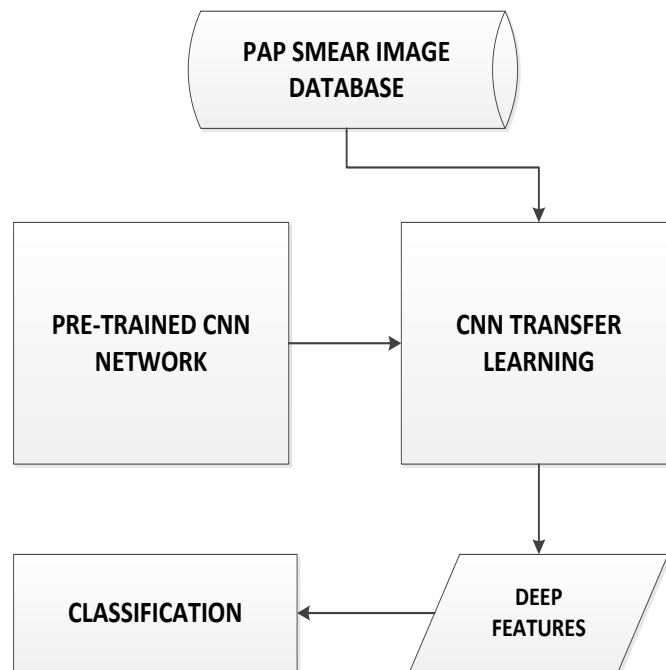 PAP SMEAR IMAGE
DATABASE
PRE-TRAINED CNN
NETWORK
CNN TRANSFER
LEARNING
CLASSIFICATION
DEEP
FEATURES